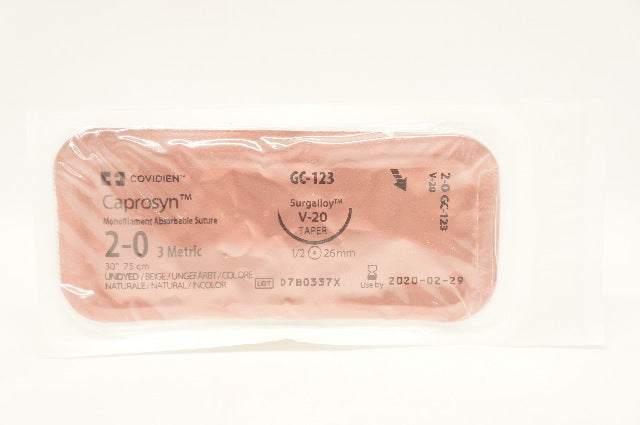 COVIDIEN™
Caprosyn™
Monofilament Absorbable Suture
2-0 3 Metric
30" 75 cm
UNDYED / BEIGE / UNGEFÄRBT / COLORE
NATURALE / NATURAL / INCOLOR
GC-123
Surgalloy™
V-20
TAPER
1/2 26mm
LOT D7B0337X
Use by 2020-02-29
2-0 GC-123
V-20